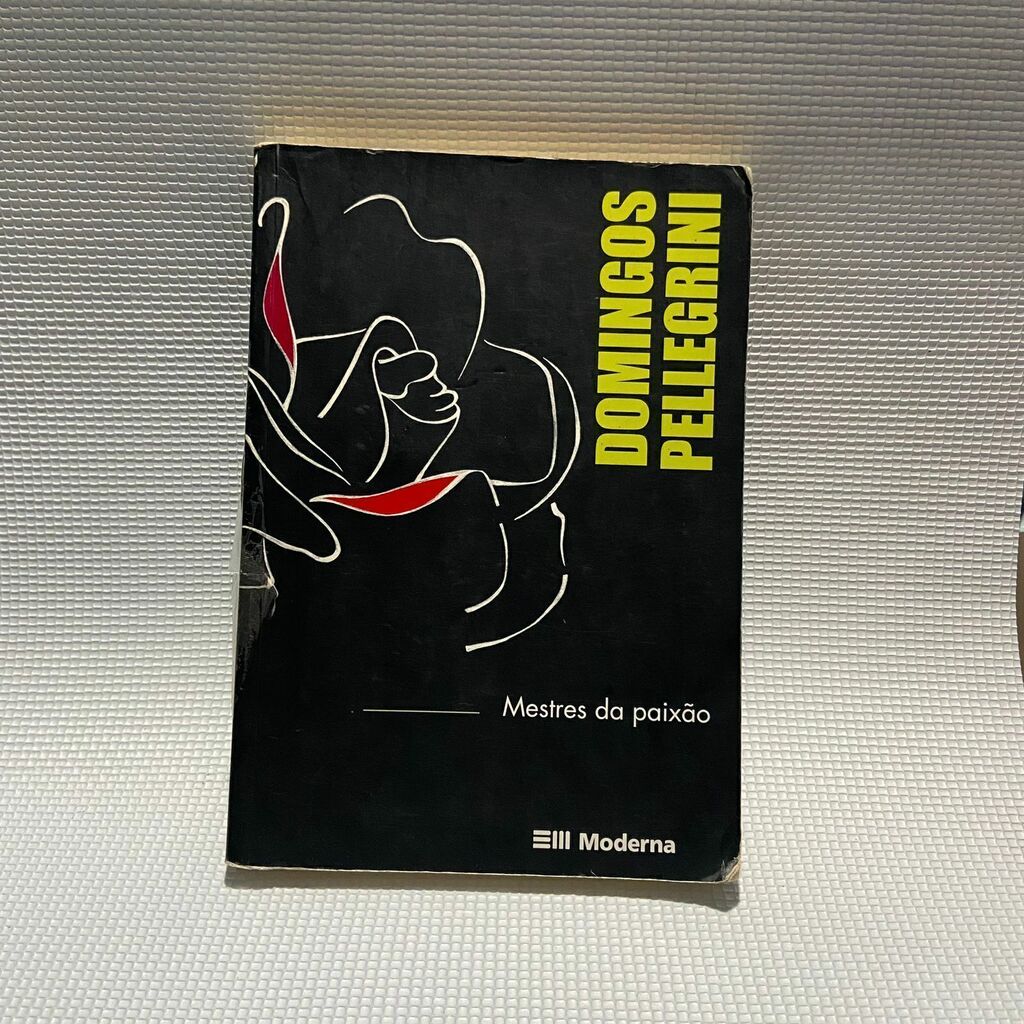 DOMINGOS
PELLEGRINI
Mestres da paixão
Moderna